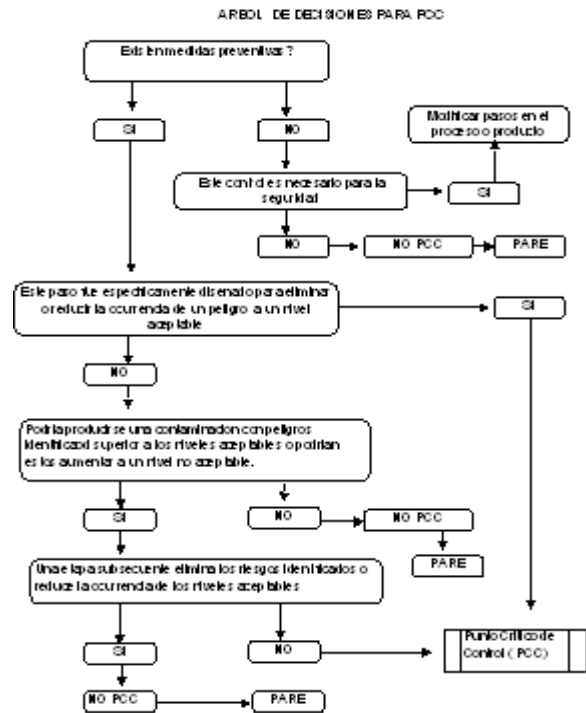 ARBOL DE DECISIONES PARA PCC
Existen medidas preventivas?
SI
NO
Modificar pasos en el
proceso o producto
Este control es necesario para la
seguridad
SI
NO
NO PCC
PARE
Este paso fue especificamente disenado para eliminar
o reducir la ocurrencia de un peligro a un nivel
aceptable
SI
NO
Podria producirse una contaminacion con peligros
identificados superior a los niveles aceptables o podrian
estos aumentar a un nivel no aceptable.
SI
NO
NO PCC
PARE
Una etapa subsecuente elimina los riesgos identificados o
reduce la ocurrencia de los niveles aceptables
SI
NO
Punto Critico de
Control ( PCC)
NO PCC
PARE